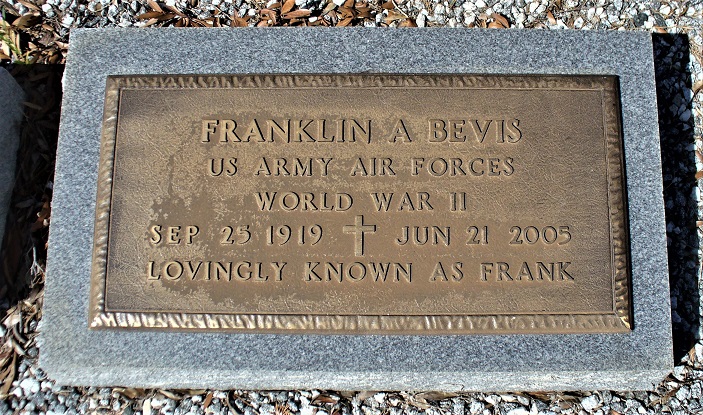 FRANKLIN A BEVIS
US ARMY AIR FORCES
WORLD WAR II
SEP 25 1919 JUN 21 2005
LOVINGLY KNOWN AS FRANK